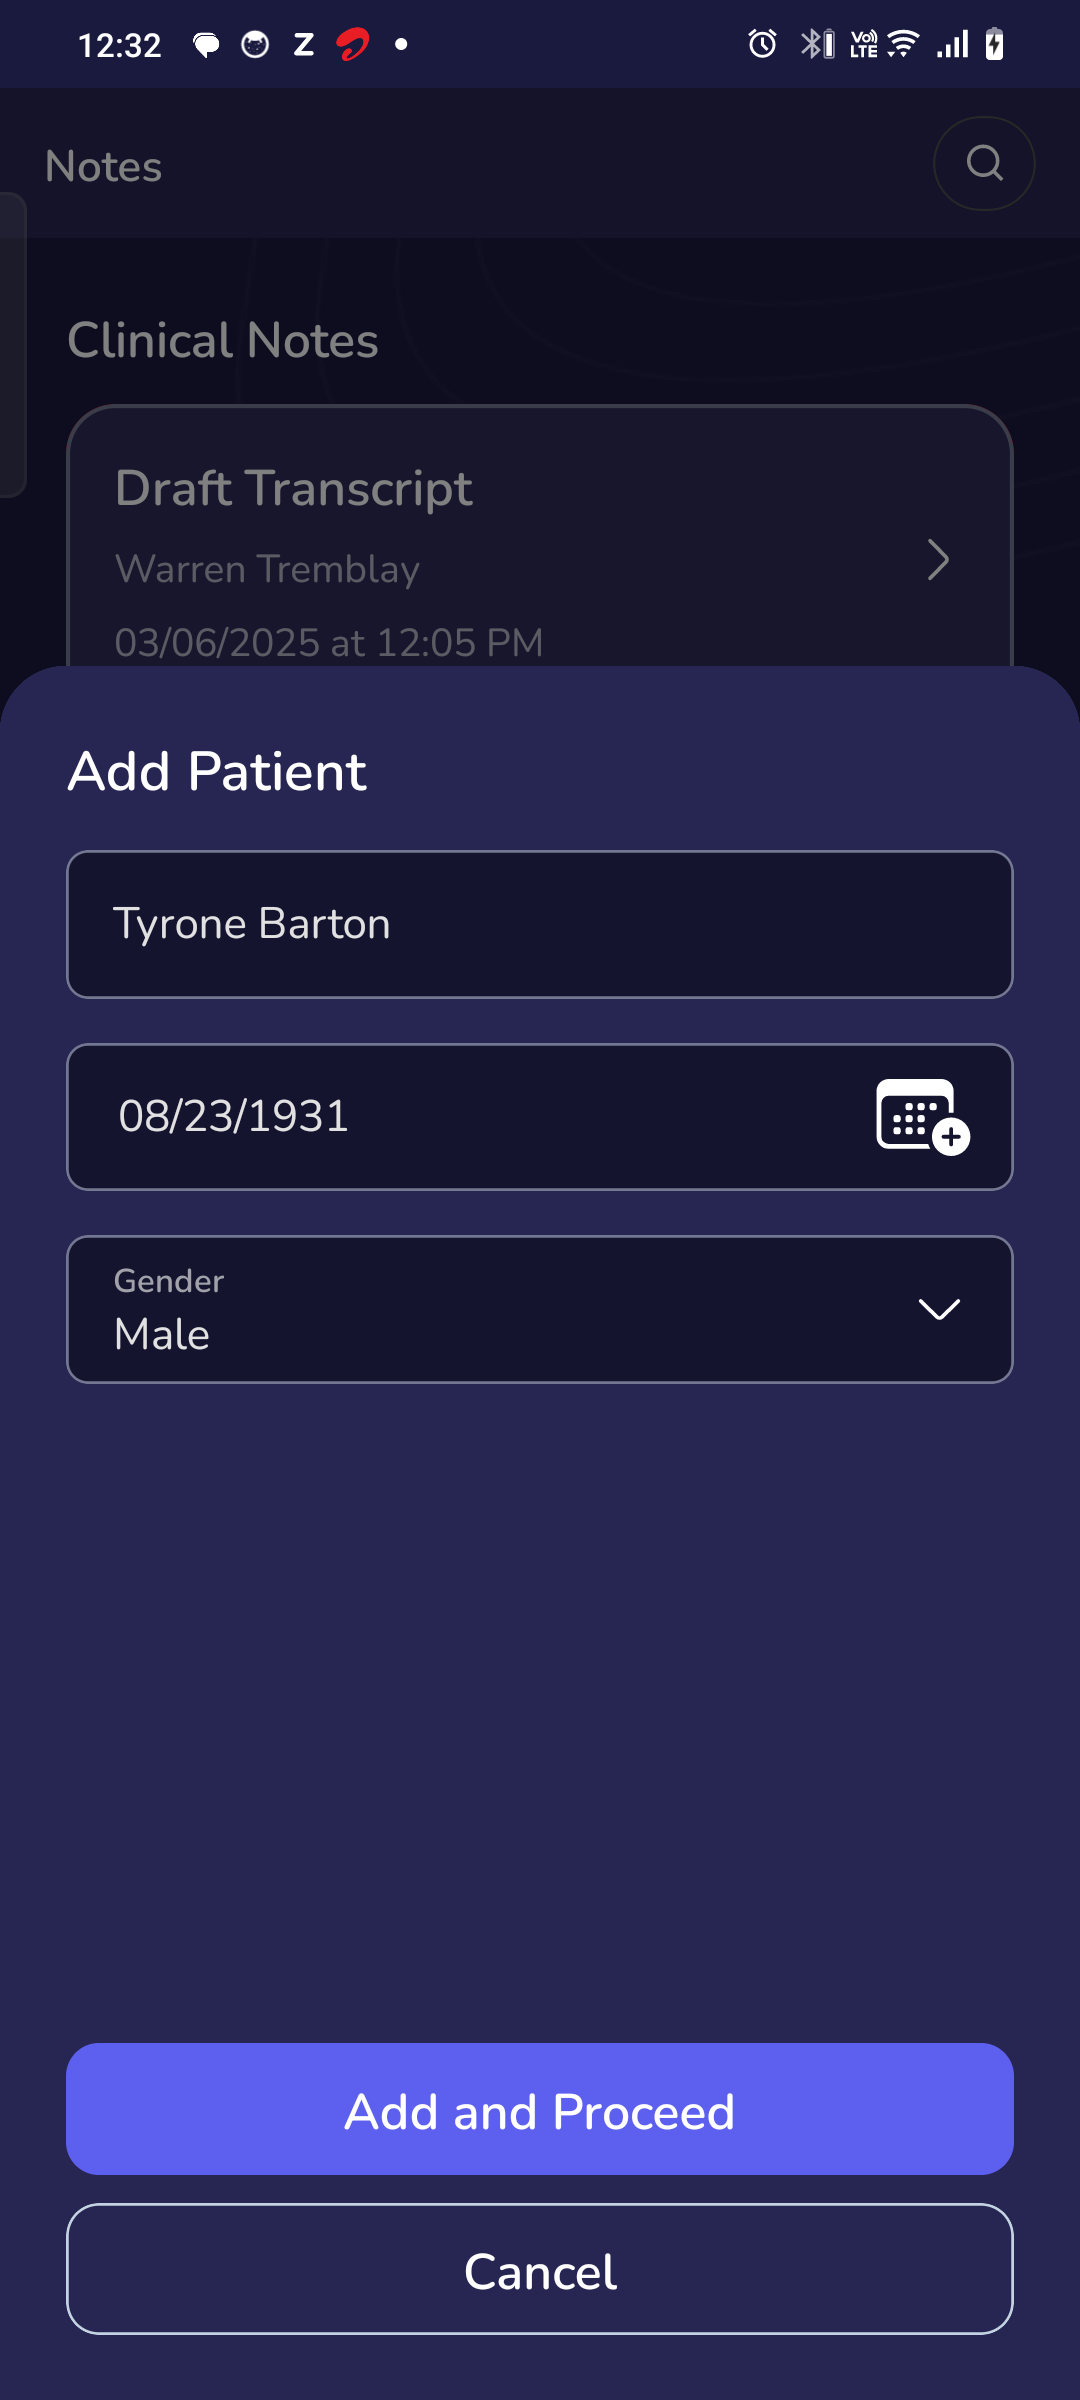 12:32 Z VoLTE
Notes
Clinical Notes
Draft Transcript
Warren Tremblay
03/06/2025 at 12:05 PM
Add Patient
Tyrone Barton
08/23/1931
Gender
Male
Add and Proceed
Cancel